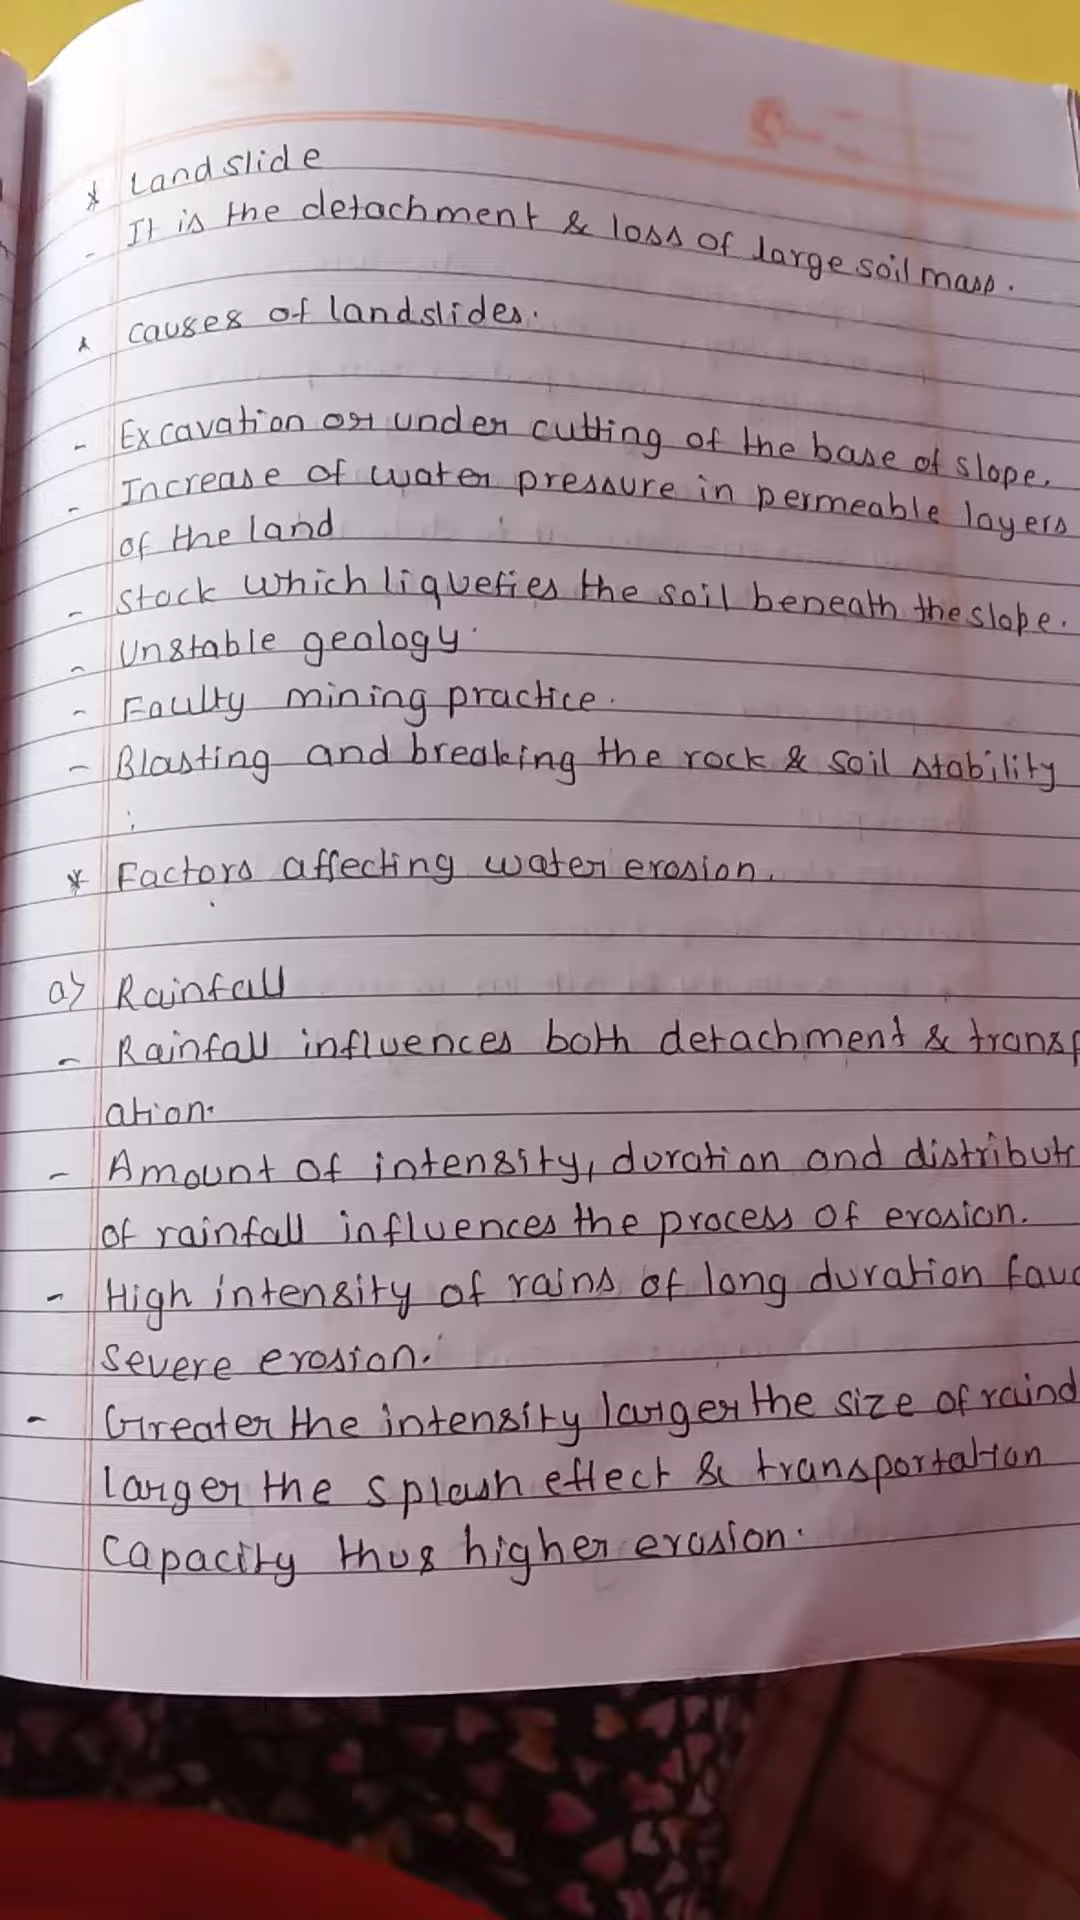 * Landslide
- It is the detachment & loss of large soil mass.
* causes of landslides.
- Excavation or under cutting of the base of slope.
- Increase of water pressure in permeable layers
of the land
- Stock which liquefies the soil beneath the slope.
- Unstable geology.
- Faulty mining practice.
- Blasting and breaking the rock & soil stability
* Factors affecting water erosion.
a) Rainfall
- Rainfall influences both detachment & transp
ation.
- Amount of intensity, duration and distribut
of rainfall influences the process of erosion.
- High intensity of rains of long duration favo
severe erosion.
- Greater the intensity larger the size of raind
larger the splash effect & transportation
capacity thus higher erosion.